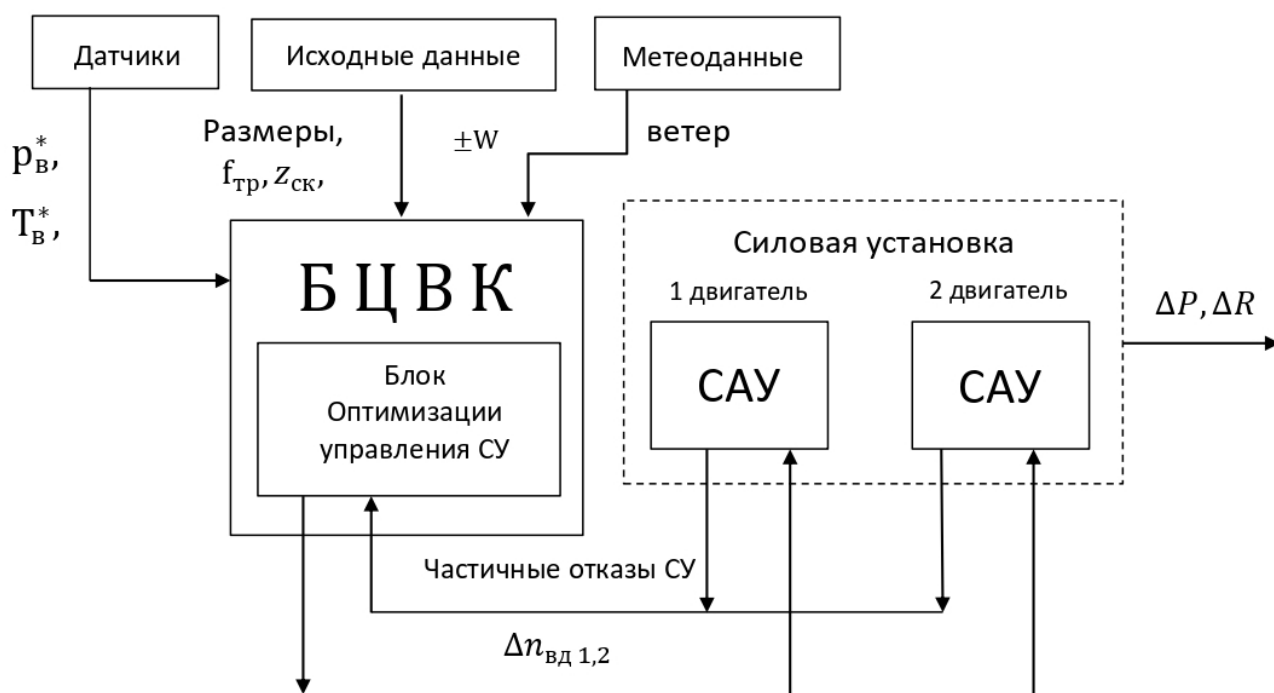 Датчики
Исходные данные
Метеоданные
p*в,
T*в,
Размеры,
fтр, zск,
±W
ветер
Б Ц В К
Блок
Оптимизации
управления СУ
Силовая установка
1 двигатель
2 двигатель
САУ
САУ
ΔP, ΔR
Частичные отказы СУ
Δnвд 1,2